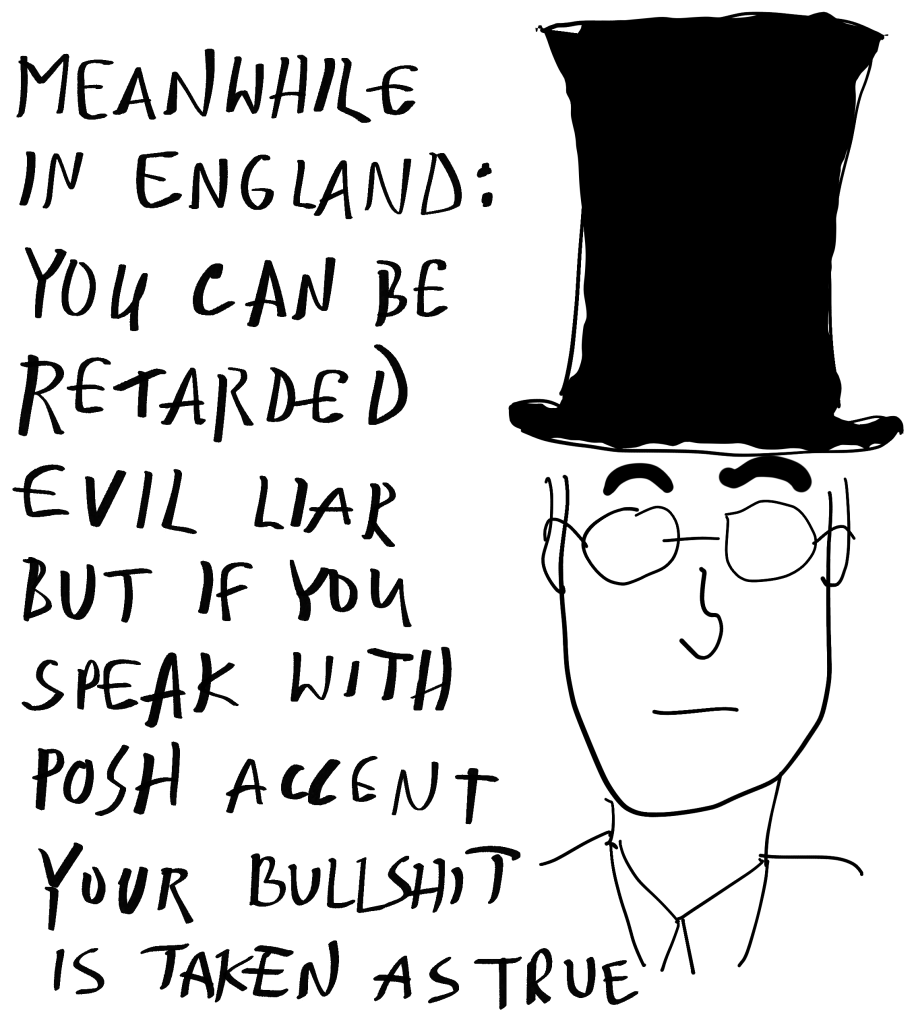 MEANWHILE
IN ENGLAND:
YOU CAN BE
RETARDED
EVIL LIAR
BUT IF YOU
SPEAK WITH
POSH ACCENT
YOUR BULLSHIT
IS TAKEN AS TRUE